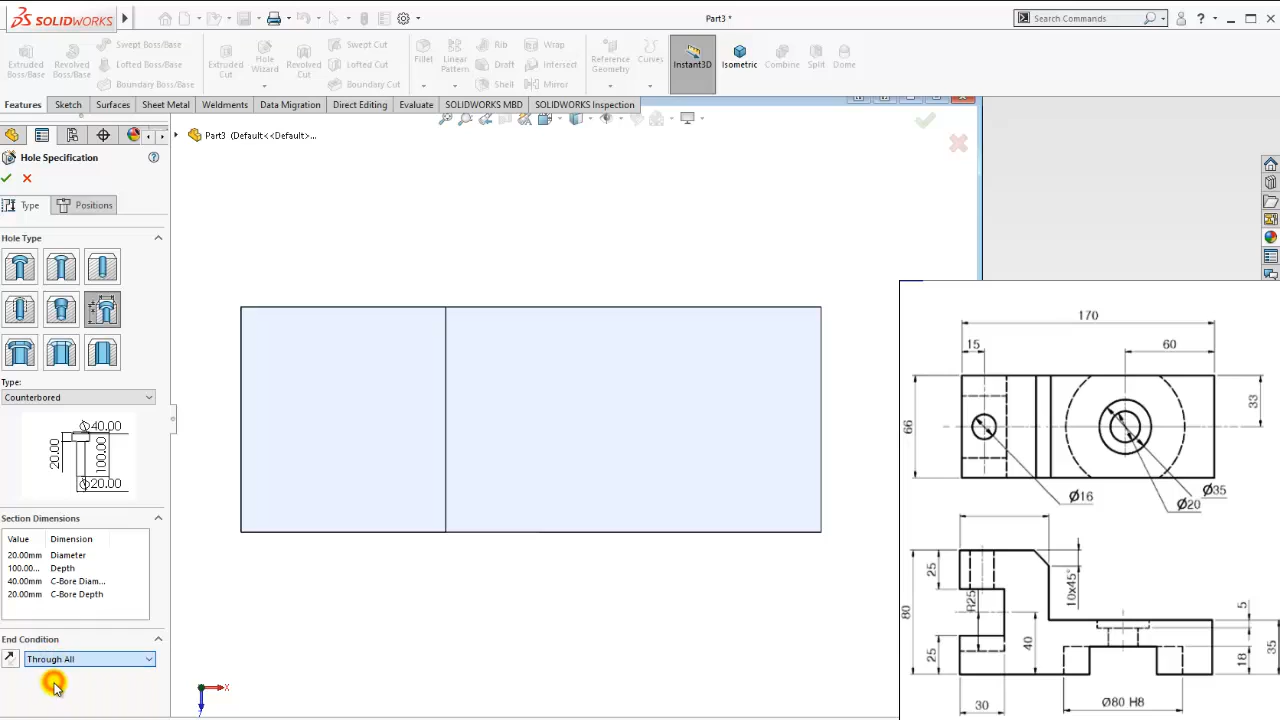 SOLIDWORKS
Part3 *
Search Commands
?
Extruded Boss/Base
Revolved Boss/Base
Swept Boss/Base
Lofted Boss/Base
Boundary Boss/Base
Extruded Cut
Hole Wizard
Revolved Cut
Swept Cut
Lofted Cut
Boundary Cut
Fillet
Linear Pattern
Rib
Draft
Shell
Wrap
Intersect
Mirror
Reference Geometry
Curves
Instant3D
Isometric
Combine
Split
Dome
Features
Sketch
Surfaces
Sheet Metal
Weldments
Data Migration
Direct Editing
Evaluate
SOLIDWORKS MBD
SOLIDWORKS Inspection
Part3 (Default<<Default>...
Hole Specification
?
Type
Positions
Hole Type
Type:
Counterbored
⌀40.00
20.00
100.00
⌀20.00
Section Dimensions
Value Dimension
20.00mm Diameter
100.00... Depth
40.00mm C-Bore Diam...
20.00mm C-Bore Depth
End Condition
Through All
X
170
15
60
66
33
Ø16
Ø35
Ø20
25
R25
10x45°
80
40
25
5
18
35
30
Ø80 H8